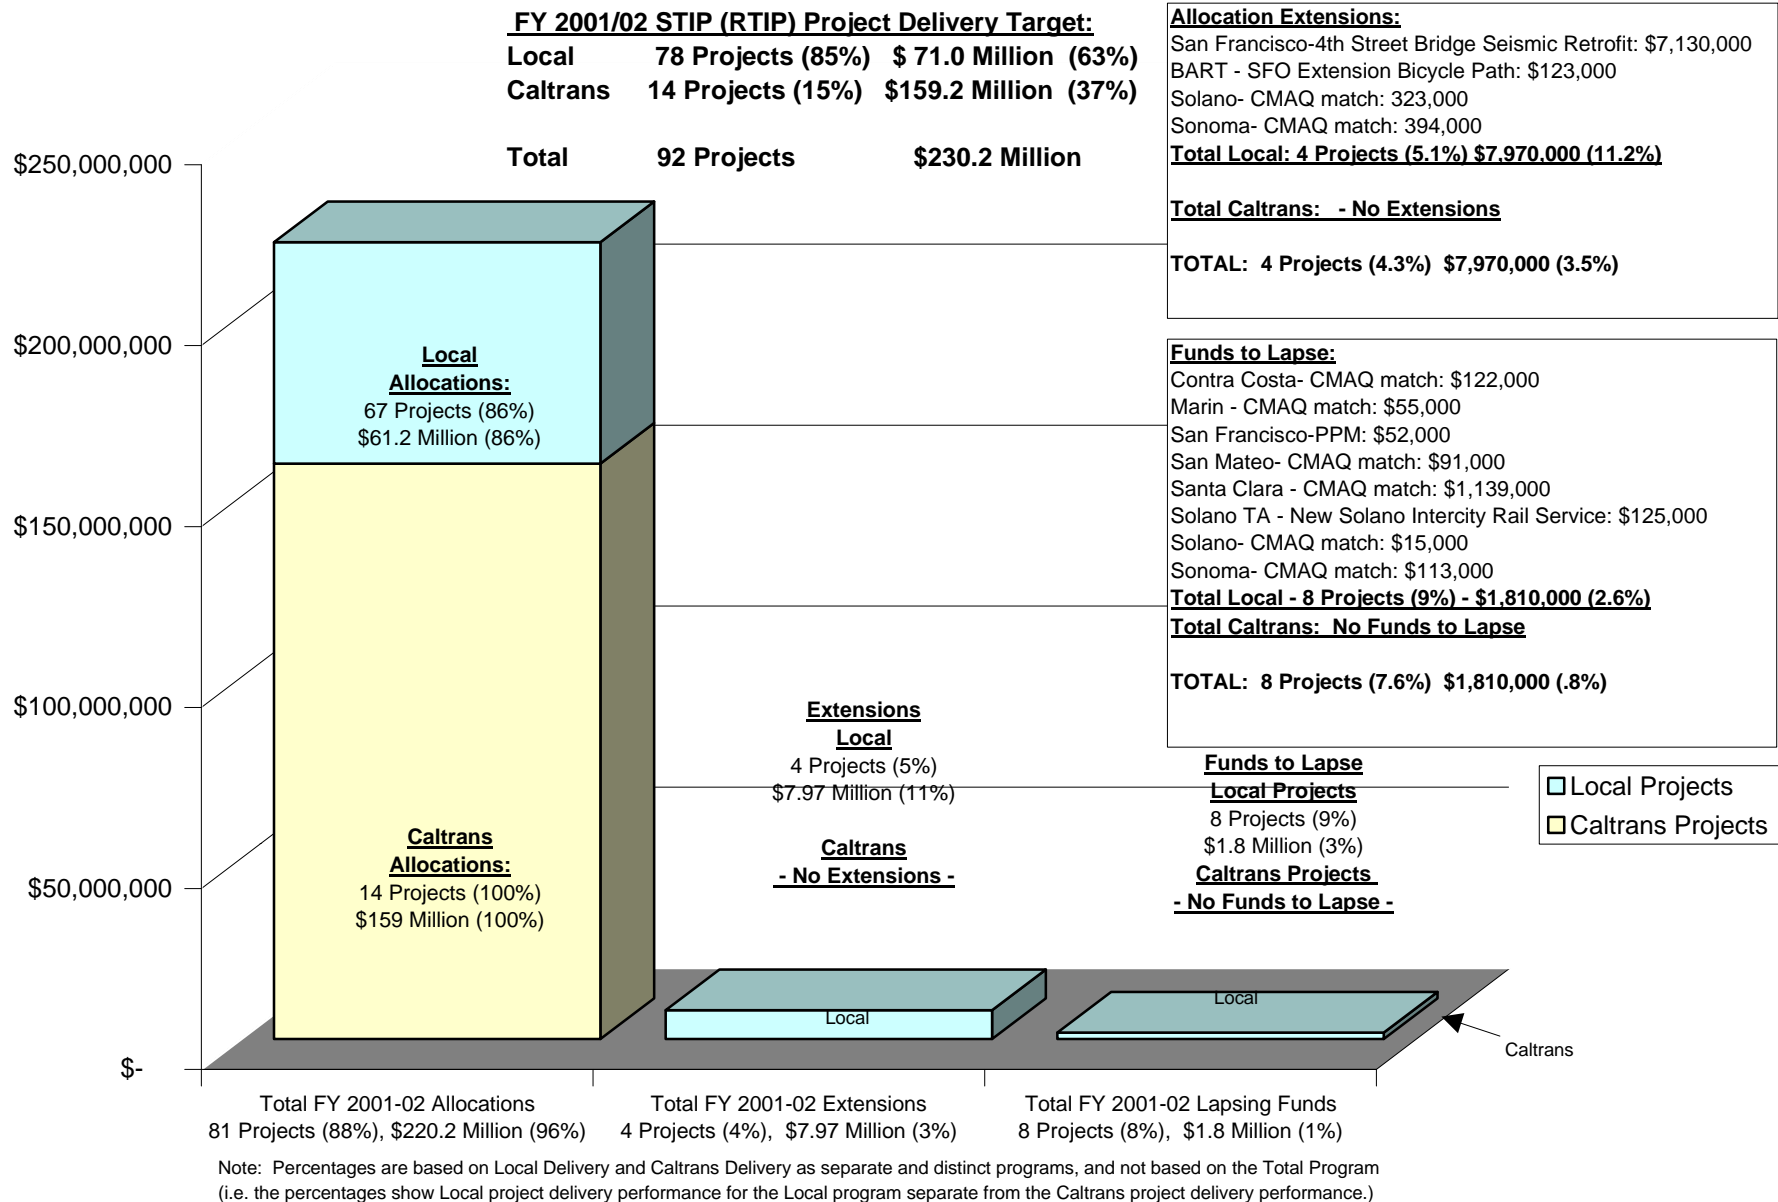 FY 2001/02 STIP (RTIP) Project Delivery Target:
Local 78 Projects (85%) $ 71.0 Million (63%)
Caltrans 14 Projects (15%) $159.2 Million (37%)
Total 92 Projects $230.2 Million
Allocation Extensions:
San Francisco-4th Street Bridge Seismic Retrofit: $7,130,000
BART - SFO Extension Bicycle Path: $123,000
Solano- CMAQ match: 323,000
Sonoma- CMAQ match: 394,000
Total Local: 4 Projects (5.1%) $7,970,000 (11.2%)
Total Caltrans: - No Extensions
TOTAL: 4 Projects (4.3%) $7,970,000 (3.5%)
Funds to Lapse:
Contra Costa- CMAQ match: $122,000
Marin - CMAQ match: $55,000
San Francisco-PPM: $52,000
San Mateo- CMAQ match: $91,000
Santa Clara - CMAQ match: $1,139,000
Solano TA - New Solano Intercity Rail Service: $125,000
Solano- CMAQ match: $15,000
Sonoma- CMAQ match: $113,000
Total Local - 8 Projects (9%) - $1,810,000 (2.6%)
Total Caltrans: No Funds to Lapse
TOTAL: 8 Projects (7.6%) $1,810,000 (.8%)
$250,000,000
$200,000,000
$150,000,000
$100,000,000
$50,000,000
$-
Local
Allocations:
67 Projects (86%)
$61.2 Million (86%)
Caltrans
Allocations:
14 Projects (100%)
$159 Million (100%)
Extensions
Local
4 Projects (5%)
$7.97 Million (11%)
Caltrans
- No Extensions -
Funds to Lapse
Local Projects
8 Projects (9%)
$1.8 Million (3%)
Caltrans Projects
- No Funds to Lapse -
Local Projects
Caltrans Projects
Local
Local
Caltrans
Total FY 2001-02 Allocations
81 Projects (88%), $220.2 Million (96%)
Total FY 2001-02 Extensions
4 Projects (4%), $7.97 Million (3%)
Total FY 2001-02 Lapsing Funds
8 Projects (8%), $1.8 Million (1%)
Note: Percentages are based on Local Delivery and Caltrans Delivery as separate and distinct programs, and not based on the Total Program
(i.e. the percentages show Local project delivery performance for the Local program separate from the Caltrans project delivery performance.)